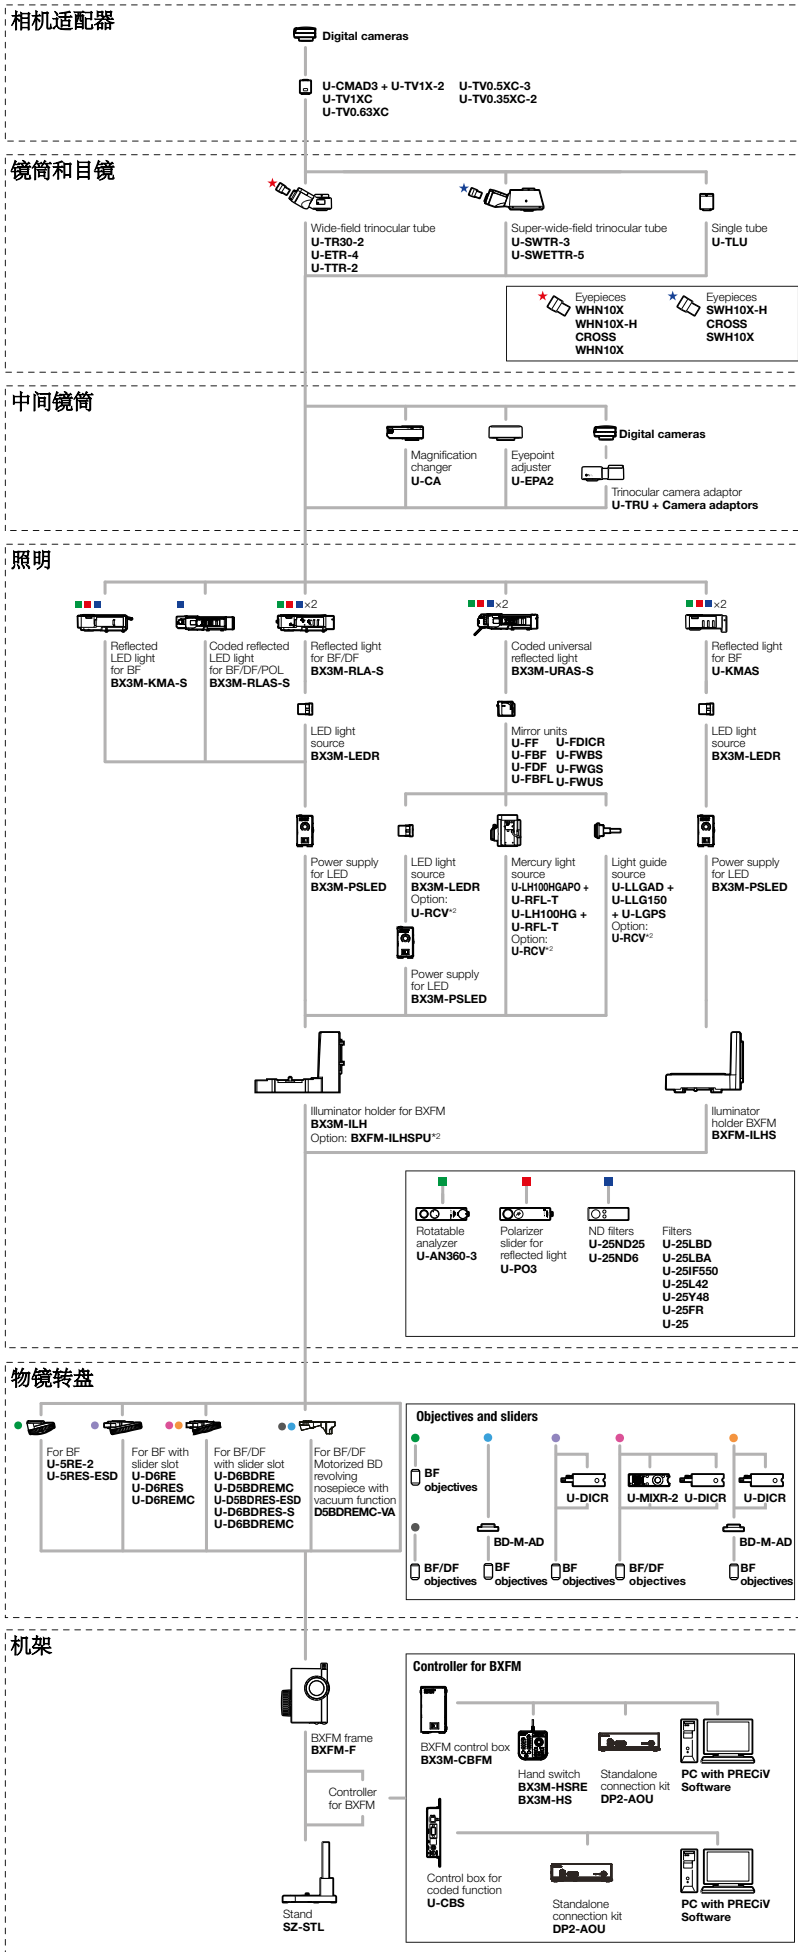 相机适配器
Digital cameras
U-CMAD3 + U-TV1X-2
U-TV1XC
U-TV0.63XC
U-TV0.5XC-3
U-TV0.35XC-2
镜筒和目镜
Wide-field trinocular tube
U-TR30-2
U-ETR-4
U-TTR-2
Super-wide-field trinocular tube
U-SWTR-3
U-SWETTR-5
Single tube
U-TLU
Eyepieces
WHN10X
WHN10X-H
CROSS
WHN10X
Eyepieces
SWH10X-H
CROSS
SWH10X
中间镜筒
Magnification
changer
U-CA
Eyepoint
adjuster
U-EPA2
Digital cameras
Trinocular camera adaptor
U-TRU + Camera adaptors
照明
×2
×2
×2
Reflected
LED light
for BF
BX3M-KMA-S
Coded reflected
LED light
for BF/DF/POL
BX3M-RLAS-S
Reflected light
for BF/DF
BX3M-RLA-S
Coded universal
reflected light
BX3M-URAS-S
Reflected light
for BF
U-KMAS
LED light
source
BX3M-LEDR
Mirror units
U-FF
U-FBF
U-FDF
U-FBFL
U-FDICR
U-FWBS
U-FWGS
U-FWUS
LED light
source
BX3M-LEDR
Power supply
for LED
BX3M-PSLED
LED light
source
BX3M-LEDR
Option:
U-RCV*2
Mercury light
source
U-LH100HGAPO +
U-RFL-T
U-LH100HG +
U-RFL-T
Option:
U-RCV*2
Light guide
source
U-LLGAD +
U-LLG150
+ U-LGPS
Option:
U-RCV*2
Power supply
for LED
BX3M-PSLED
Power supply
for LED
BX3M-PSLED
Illuminator holder for BXFM
BX3M-ILH
Option: BXFM-ILHSPU*2
Iluminator
holder BXFM
BXFM-ILHS
Rotatable
analyzer
U-AN360-3
Polarizer
slider for
reflected light
U-PO3
ND filters
U-25ND25
U-25ND6
Filters
U-25LBD
U-25LBA
U-25IF550
U-25L42
U-25Y48
U-25FR
U-25
物镜转盘
For BF
U-5RE-2
U-5RES-ESD
For BF with
slider slot
U-D6RE
U-D6RES
U-D6REMC
For BF/DF
with slider slot
U-D6BDRE
U-D5BDREMC
U-D5BDRES-ESD
U-D6BDRES-S
U-D6BDREMC
For BF/DF
Motorized BD
revolving
nosepiece with
vacuum function
D5BDREMC-VA
Objectives and sliders
BF
objectives
U-DICR
U-MIXR-2
U-DICR
U-DICR
BD-M-AD
BD-M-AD
BF/DF
objectives
BF
objectives
BF
objectives
BF/DF
objectives
BF
objectives
机架
BXFM frame
BXFM-F
Controller
for BXFM
Stand
SZ-STL
Controller for BXFM
BXFM control box
BX3M-CBFM
Hand switch
BX3M-HSRE
BX3M-HS
Standalone
connection kit
DP2-AOU
PC with PRECiV
Software
Control box for
coded function
U-CBS
Standalone
connection kit
DP2-AOU
PC with PRECiV
Software